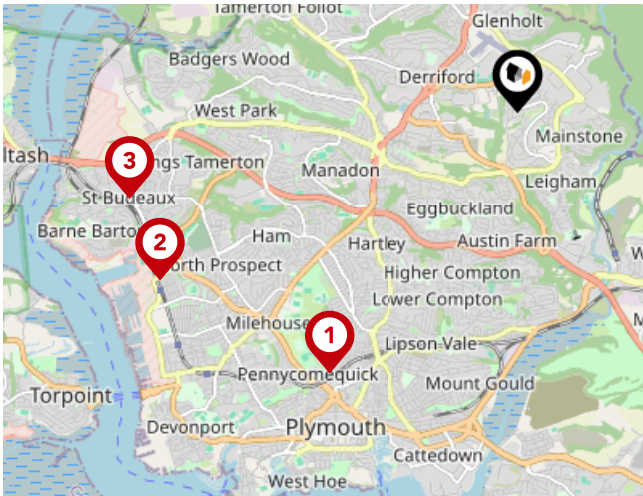 Tamerton Foliot
Glenholt
Badgers Wood
Derriford
West Park
Mainstone
3
ltash
ngs Tamerton
Manadon
Leigham
St Budeaux
Eggbuckland
Barne Barto
2
Ham
Hartley
Austin Farm
orth Prospect
Higher Compton
Lower Compton
W
Milehouse
1
M
Lipson Vale
Pennycomequick
Mount Gould
Torpoint
Devonport
Plymouth
Cattedown
West Hoe